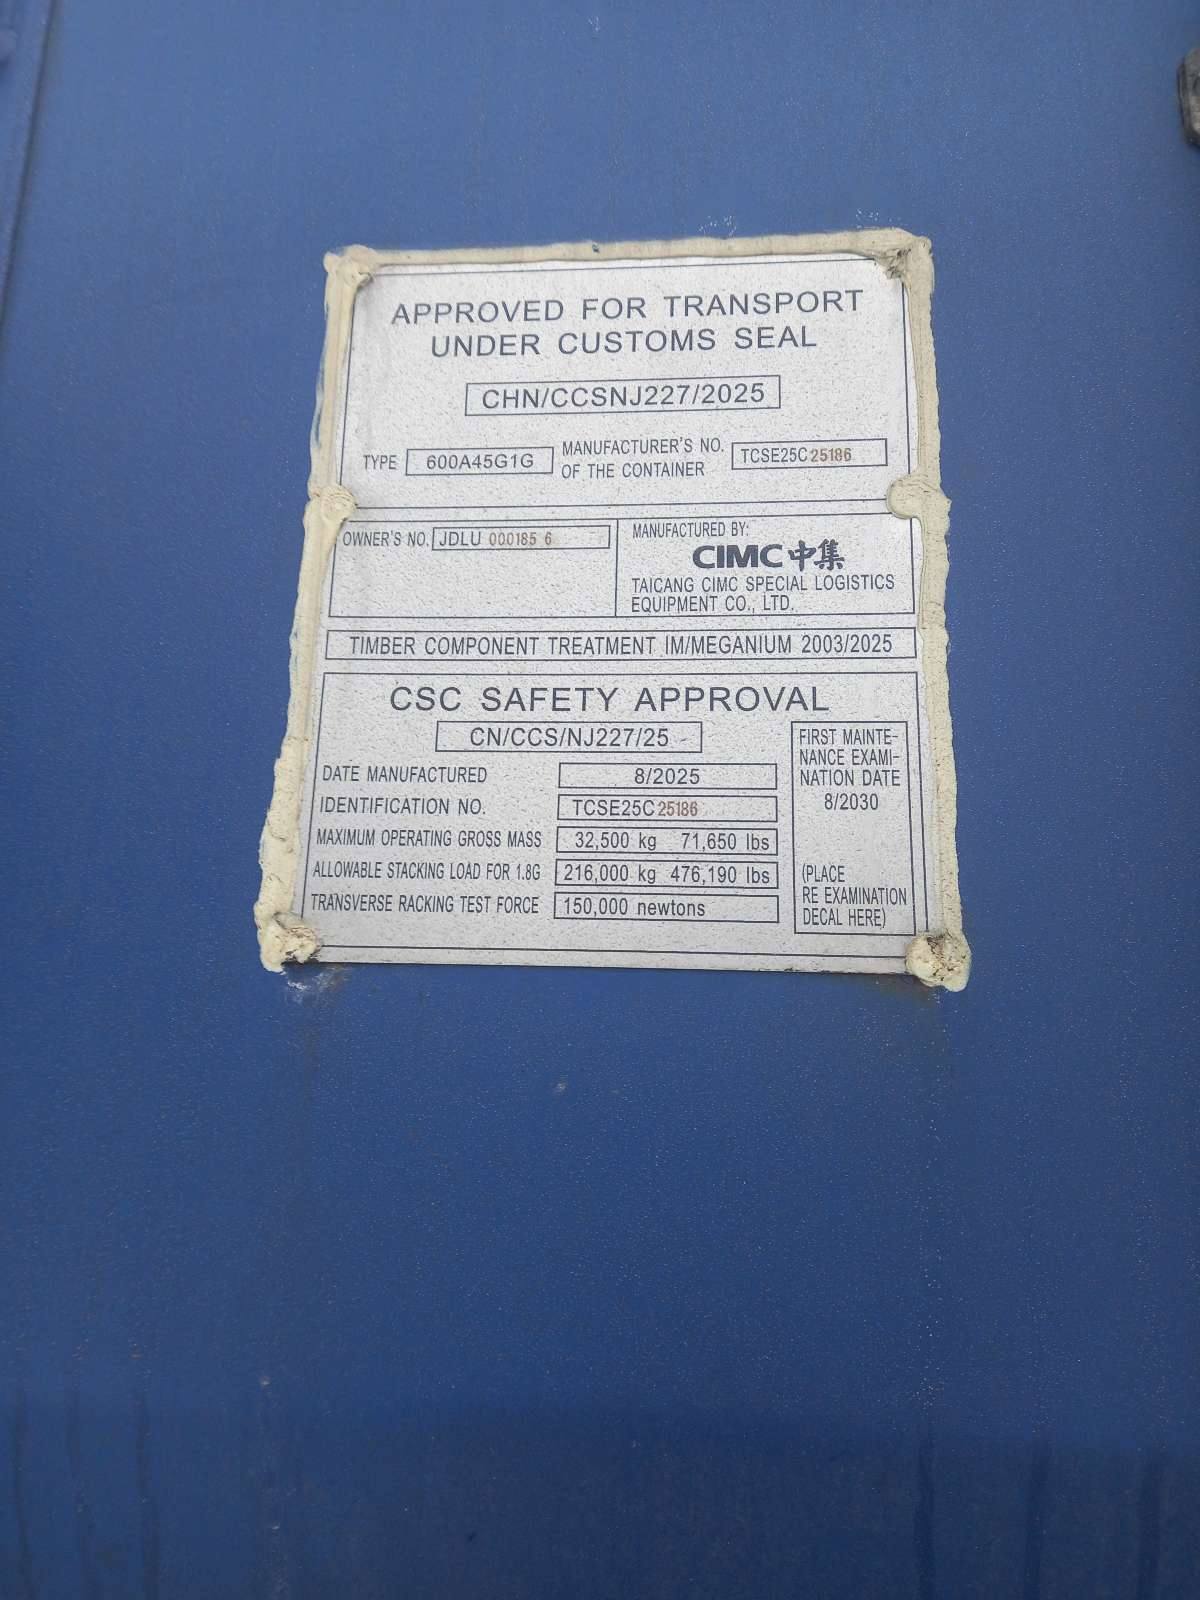 APPROVED FOR TRANSPORT
UNDER CUSTOMS SEAL
CHN/CCSNJ227/2025
TYPE 600A45G1G MANUFACTURER'S NO. OF THE CONTAINER TCSE25C25186
OWNER'S NO. JDLU 000185 6
MANUFACTURED BY:
CIMC中集
TAICANG CIMC SPECIAL LOGISTICS
EQUIPMENT CO., LTD.
TIMBER COMPONENT TREATMENT IM/MEGANIUM 2003/2025
CSC SAFETY APPROVAL
CN/CCS/NJ227/25
DATE MANUFACTURED 8/2025
IDENTIFICATION NO. TCSE25C25186
MAXIMUM OPERATING GROSS MASS 32,500 kg 71,650 lbs
ALLOWABLE STACKING LOAD FOR 1.8G 216,000 kg 476,190 lbs
TRANSVERSE RACKING TEST FORCE 150,000 newtons
FIRST MAINTE-
NANCE EXAMI-
NATION DATE
8/2030
(PLACE
RE EXAMINATION
DECAL HERE)